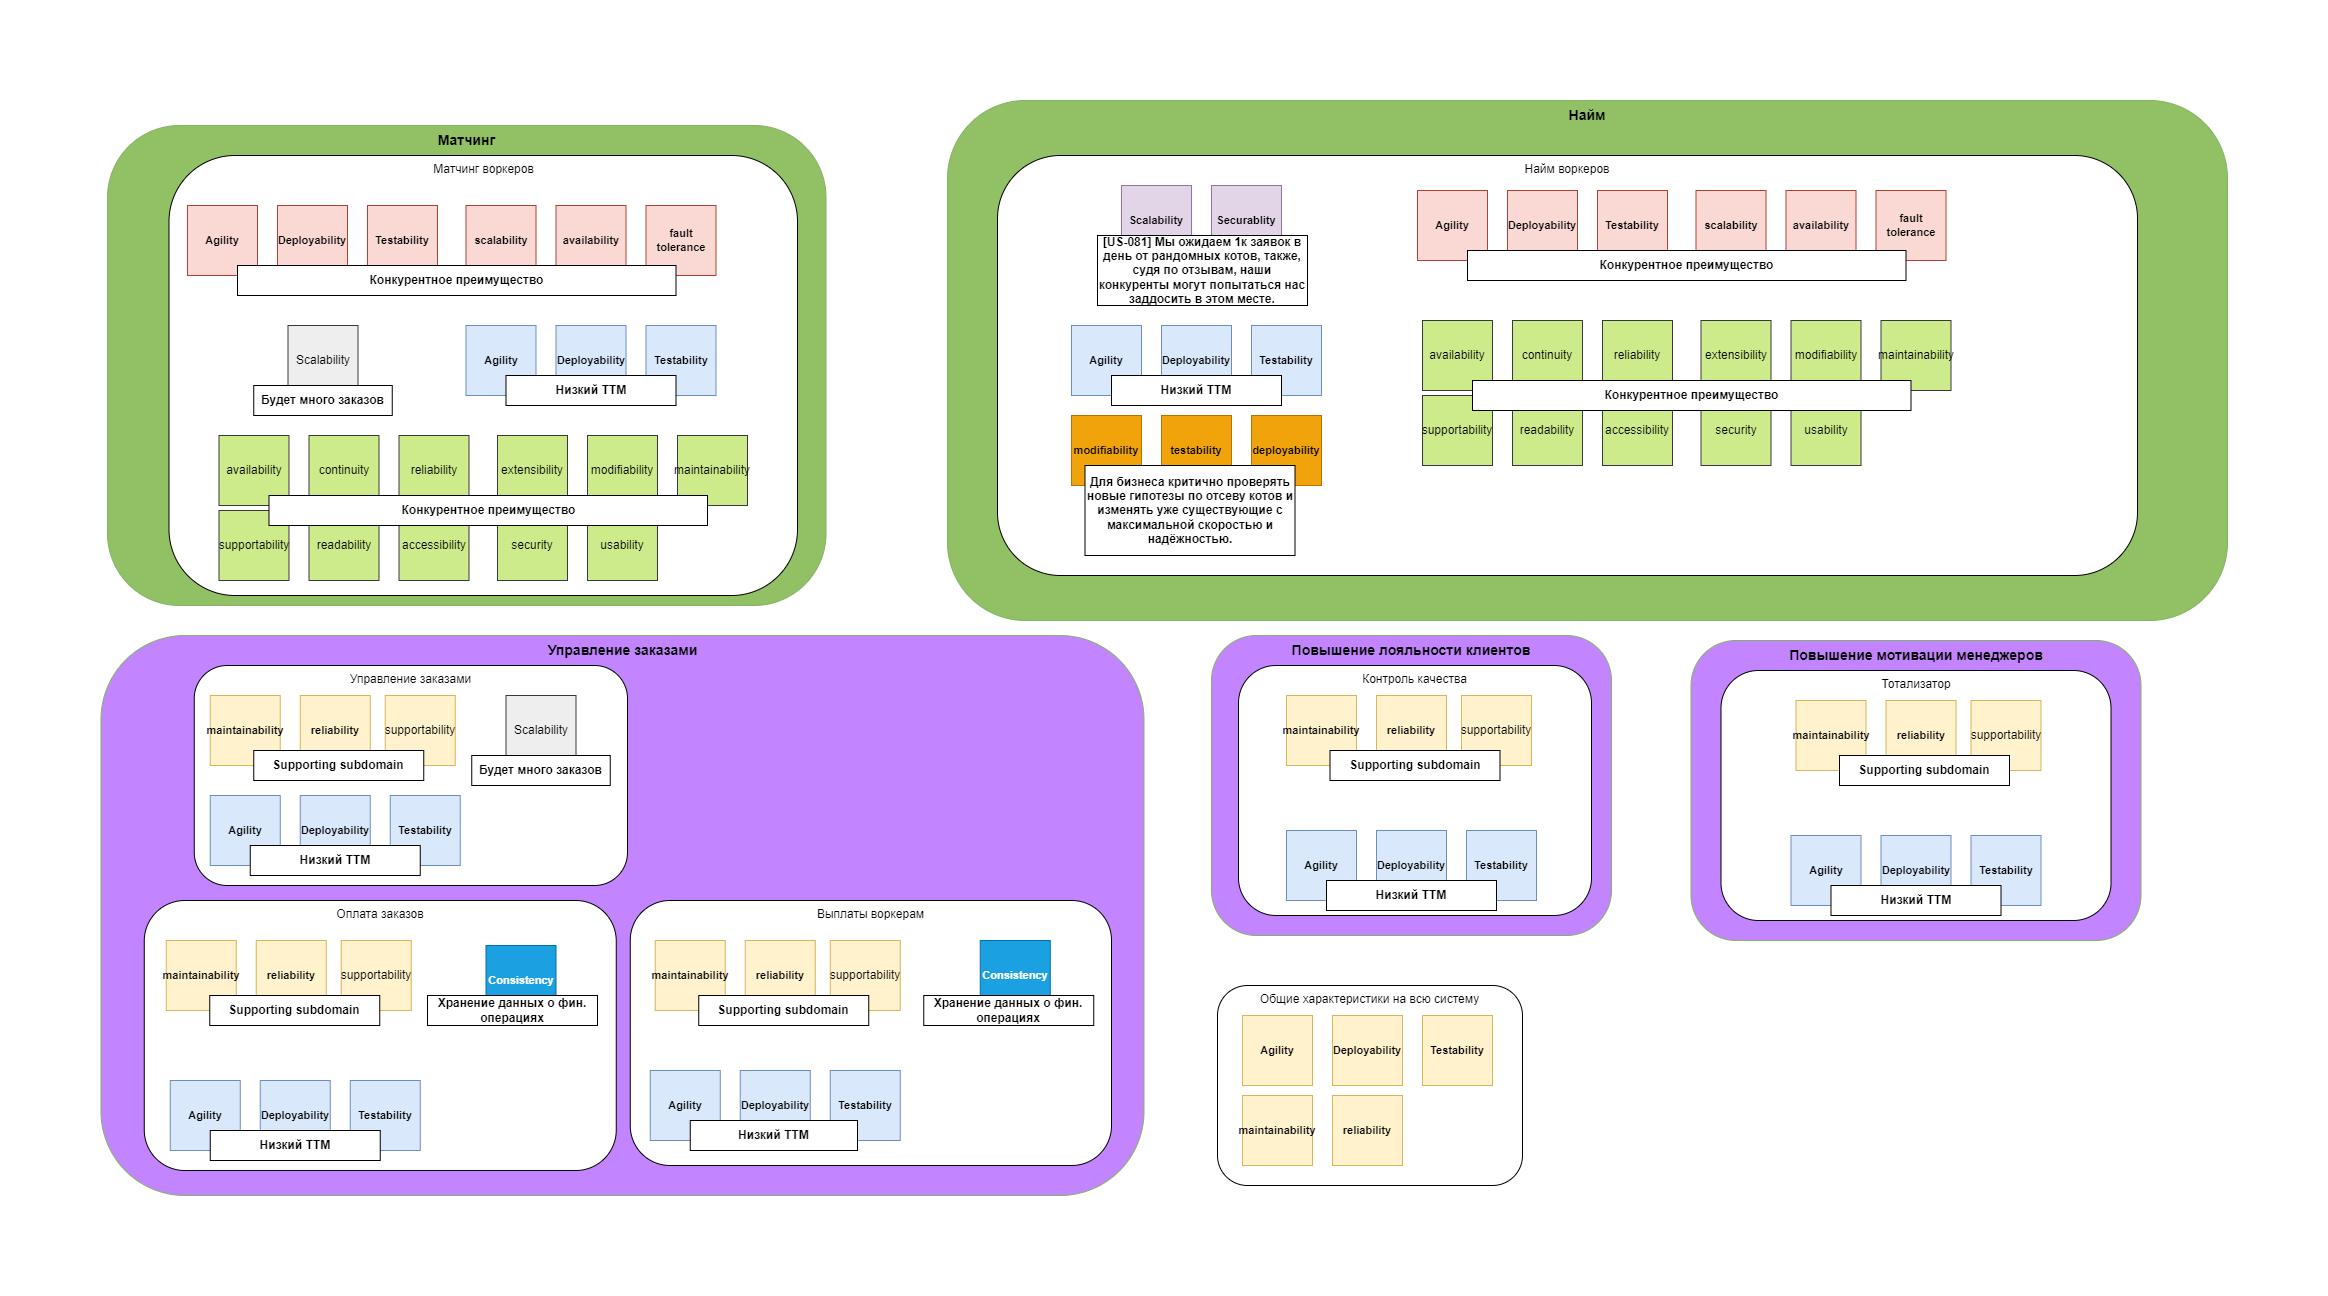 Матчинг
Матчинг воркеров
Agility
Deployability
Testability
scalability
availability
fault
tolerance
Конкурентное преимущество
Scalability
Будет много заказов
Agility
Deployability
Testability
Низкий TTM
availability
continuity
reliability
extensibility
modifiability
maintainability
Конкурентное преимущество
supportability
readability
accessibility
security
usability
Найм
Найм воркеров
Scalability
Securablity
[US-081] Мы ожидаем 1к заявок в
день от рандомных котов, также,
судя по отзывам, наши
конкуренты могут попытаться нас
заддосить в этом месте.
Agility
Deployability
Testability
Низкий TTM
modifiability
testability
deployability
Для бизнеса критично проверять
новые гипотезы по отсеву котов и
изменять уже существующие с
максимальной скоростью и
надёжностью.
Agility
Deployability
Testability
scalability
availability
fault
tolerance
Конкурентное преимущество
availability
continuity
reliability
extensibility
modifiability
maintainability
Конкурентное преимущество
supportability
readability
accessibility
security
usability
Управление заказами
Управление заказами
maintainability
reliability
supportability
Supporting subdomain
Scalability
Будет много заказов
Agility
Deployability
Testability
Низкий TTM
Оплата заказов
maintainability
reliability
supportability
Supporting subdomain
Consistency
Хранение данных о фин.
операциях
Agility
Deployability
Testability
Низкий TTM
Выплаты воркерам
maintainability
reliability
supportability
Supporting subdomain
Consistency
Хранение данных о фин.
операциях
Agility
Deployability
Testability
Низкий TTM
Повышение лояльности клиентов
Контроль качества
maintainability
reliability
supportability
Supporting subdomain
Agility
Deployability
Testability
Низкий TTM
Повышение мотивации менеджеров
Тотализатор
maintainability
reliability
supportability
Supporting subdomain
Agility
Deployability
Testability
Низкий TTM
Общие характеристики на всю систему
Agility
Deployability
Testability
maintainability
reliability